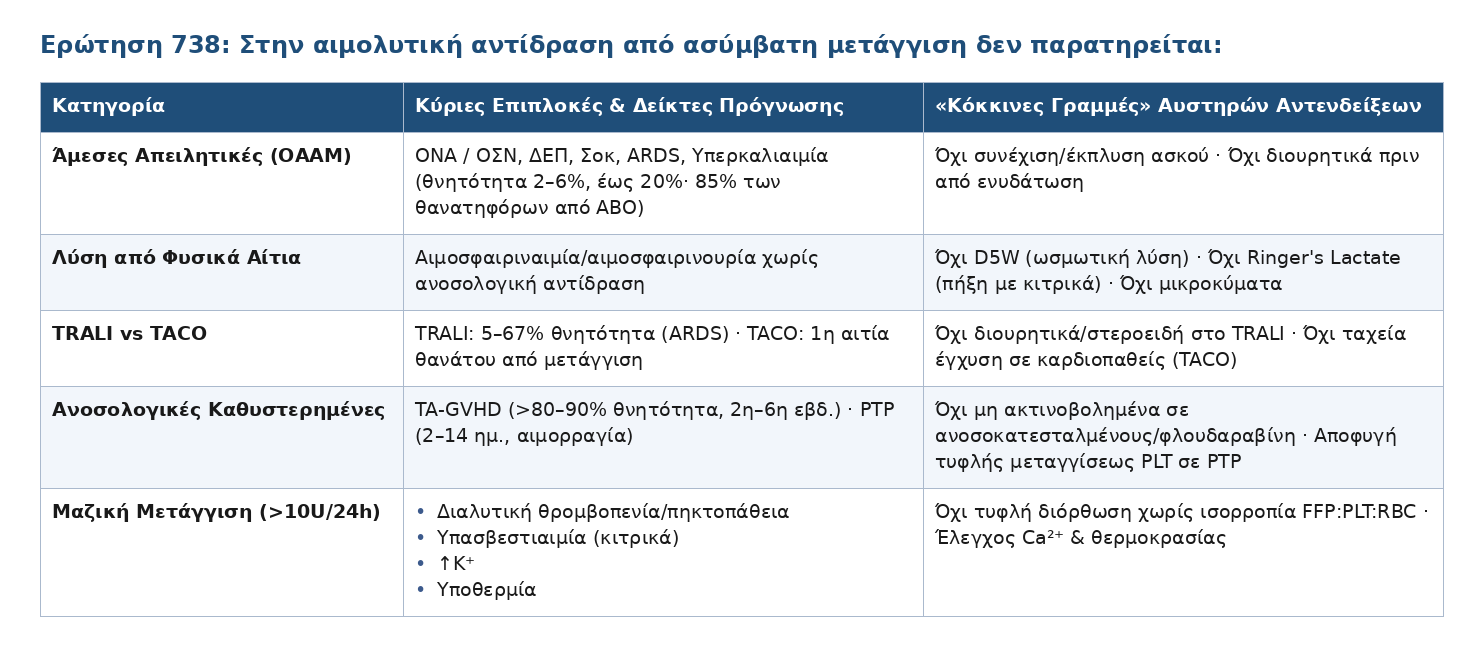 Ερώτηση 738: Στην αιμολυτική αντίδραση από ασύμβατη μετάγγιση δεν παρατηρείται:
Κατηγορία
Κύριες Επιπλοκές & Δείκτες Πρόγνωσης
«Κόκκινες Γραμμές» Αυστηρών Αντενδείξεων
Άμεσες Απειλητικές (ΟΑΑΜ)
ΟΝΑ / ΟΣΝ, ΔΕΠ, Σοκ, ARDS, Υπερκαλιαιμία
(θνητότητα 2–6%, έως 20%· 85% των
θανατηφόρων από ABO)
Όχι συνέχιση/έκπλυση ασκού · Όχι διουρητικά πριν
από ενυδάτωση
Λύση από Φυσικά Αίτια
Αιμοσφαιριναιμία/αιμοσφαιρινουρία χωρίς
ανοσολογική αντίδραση
Όχι D5W (ωσμωτική λύση) · Όχι Ringer's Lactate
(πήξη με κιτρικά) · Όχι μικροκύματα
TRALI vs TACO
TRALI: 5–67% θνητότητα (ARDS) · TACO: 1η αιτία
θανάτου από μετάγγιση
Όχι διουρητικά/στεροειδή στο TRALI · Όχι ταχεία
έγχυση σε καρδιοπαθείς (TACO)
Ανοσολογικές Καθυστερημένες
TA-GVHD (>80–90% θνητότητα, 2η–6η εβδ.) · PTP
(2–14 ημ., αιμορραγία)
Όχι μη ακτινοβολημένα σε
ανοσοκατεσταλμένους/φλουδαραβίνη · Αποφυγή
τυφλής μεταγγίσεως PLT σε PTP
Μαζική Μετάγγιση (>10U/24h)
• Διαλυτική θρομβοπενία/πηκτοπάθεια
• Υπασβεστιαιμία (κιτρικά)
• ↑K⁺
• Υποθερμία
Όχι τυφλή διόρθωση χωρίς ισορροπία FFP:PLT:RBC ·
Έλεγχος Ca²⁺ & θερμοκρασίας